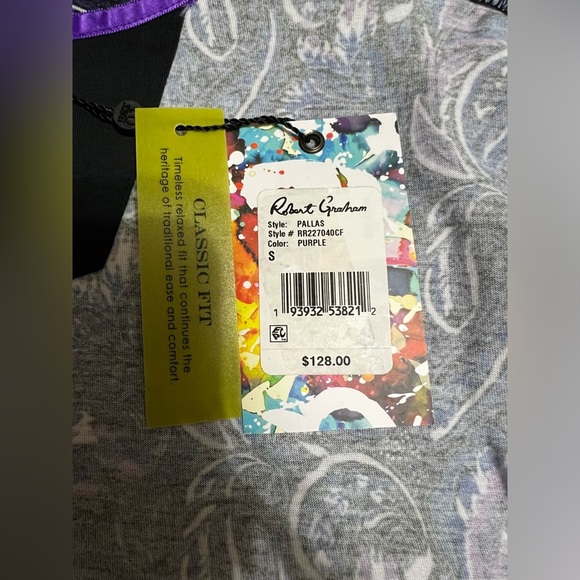 CLASSIC FIT
Timeless relaxed fit that continues the
heritage of traditional ease and comfort.
Robert Graham
Style: PALLAS
Style # RR227040CF
Color: PURPLE
S
1 93932 53821 2
$128.00